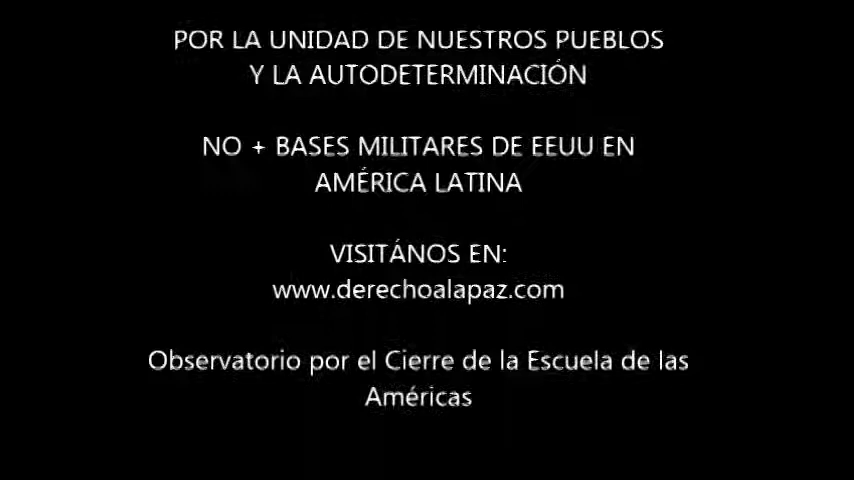 POR LA UNIDAD DE NUESTROS PUEBLOS
Y LA AUTODETERMINACIÓN
NO + BASES MILITARES DE EEUU EN
AMÉRICA LATINA
VISITÁNOS EN:
www.derechoalapaz.com
Observatorio por el Cierre de la Escuela de las
Américas